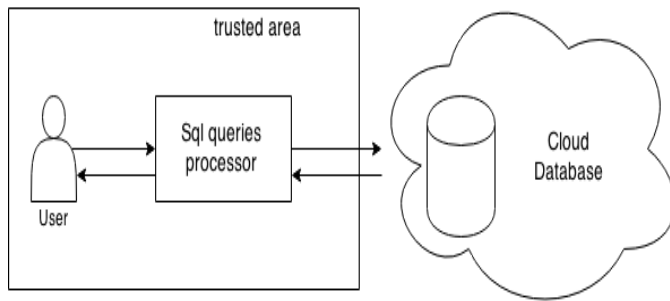 trusted area
Sql queries
processor
User
Cloud
Database